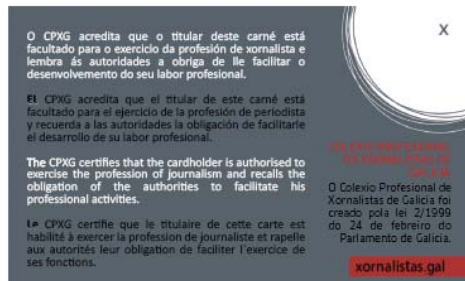 O CPXG acredita que o titular deste carné está
facultado para o exercicio da profesión de xornalista e
lembra ás autoridades a obriga de lle facilitar o
desenvolvemento do seu labor profesional.
El CPXG acredita que el titular de este carné está
facultado para el ejercicio de la profesión de periodista
y recuerda a las autoridades la obligación de facilitarle
el desarrollo de su labor profesional.
The CPXG certifies that the cardholder is authorised to
exercise the profession of journalism and recalls the
obligation of the authorities to facilitate his
professional activities.
Le CPXG certifie que le titulaire de cette carte est
habilité à exercer la profession de journaliste et rapelle
aux autorités leur obligation de faciliter l'exercice de
ses fonctions.
X
COLEXIO PROFESIONAL
DE XORNALISTAS DE
GALICIA
O Colexio Profesional de
Xornalistas de Galicia foi
creado pola lei 2/1999
do 24 de febreiro do
Parlamento de Galicia.
xornalistas.gal